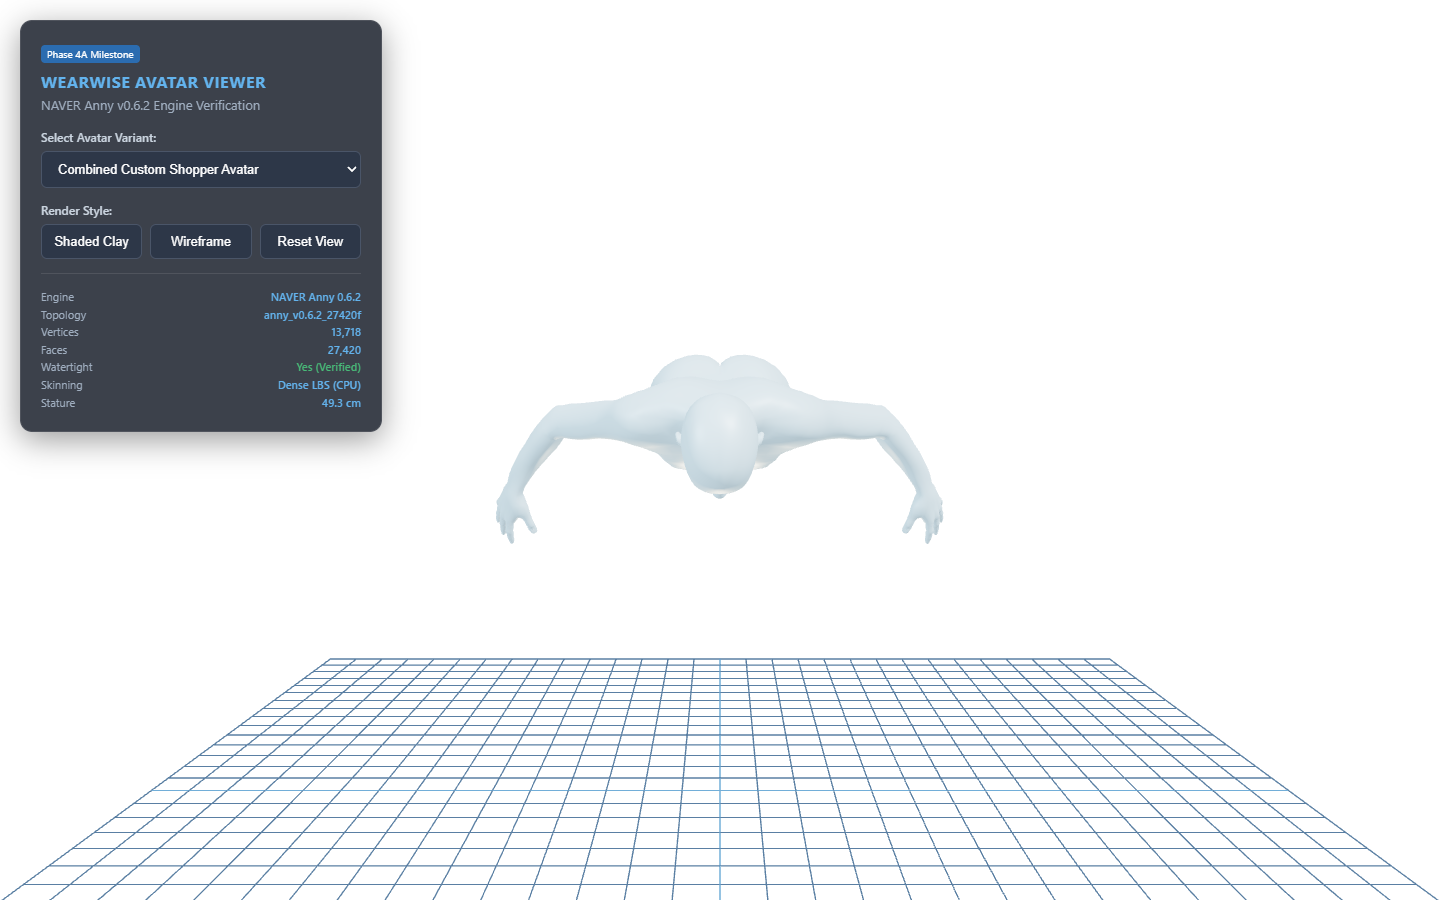 Phase 4A Milestone
WEARWISE AVATAR VIEWER
NAVER Anny v0.6.2 Engine Verification
Select Avatar Variant:
Combined Custom Shopper Avatar
Render Style:
Shaded Clay Wireframe Reset View
Engine NAVER Anny 0.6.2
Topology anny_v0.6.2_27420f
Vertices 13,718
Faces 27,420
Watertight Yes (Verified)
Skinning Dense LBS (CPU)
Stature 49.3 cm